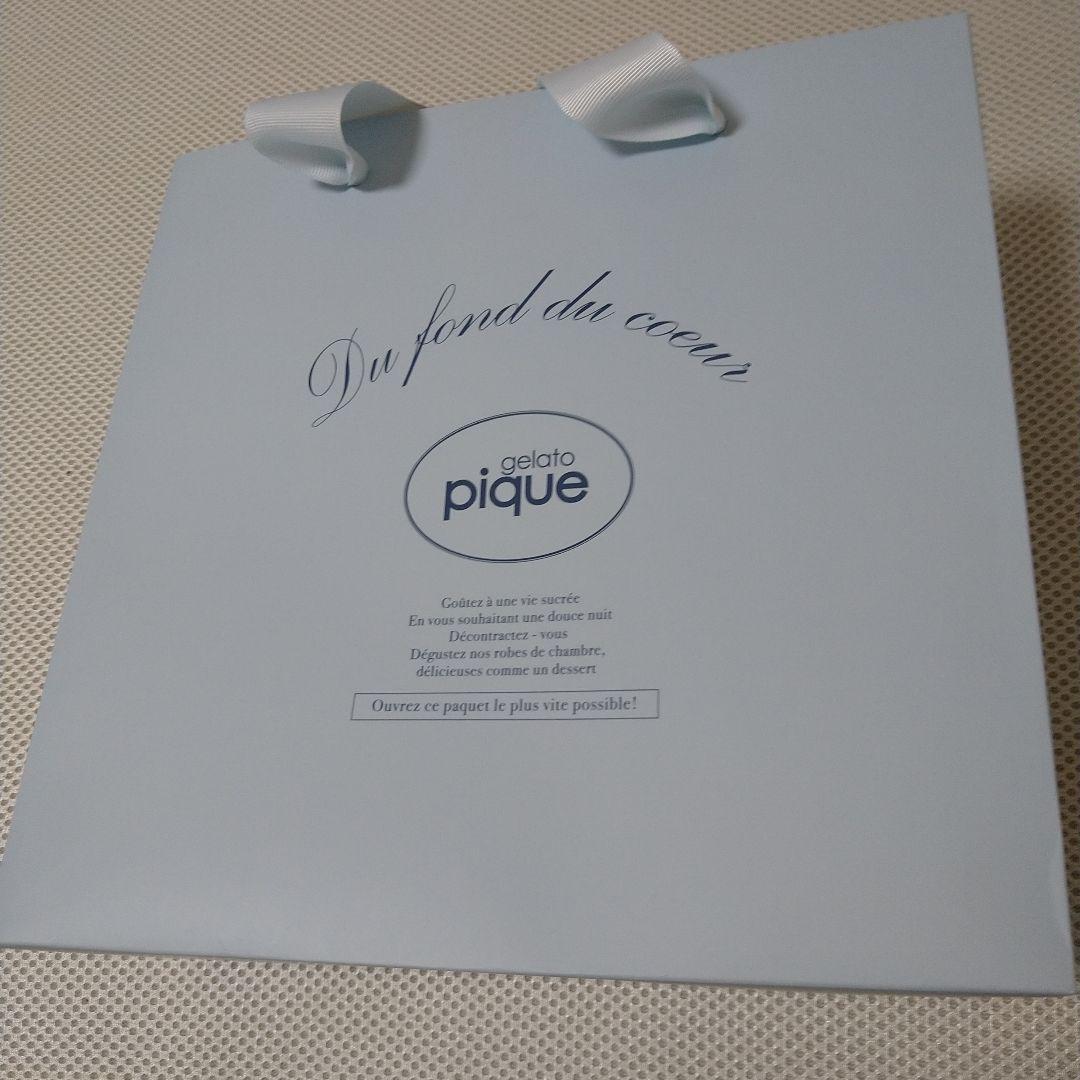 Du fond du coeur
gelato
pique
Goûtez à une vie sucrée
En vous souhaitant une douce nuit
Décontractez - vous
Dégustez nos robes de chambre,
délicieuses comme un dessert
Ouvrez ce paquet le plus vite possible!